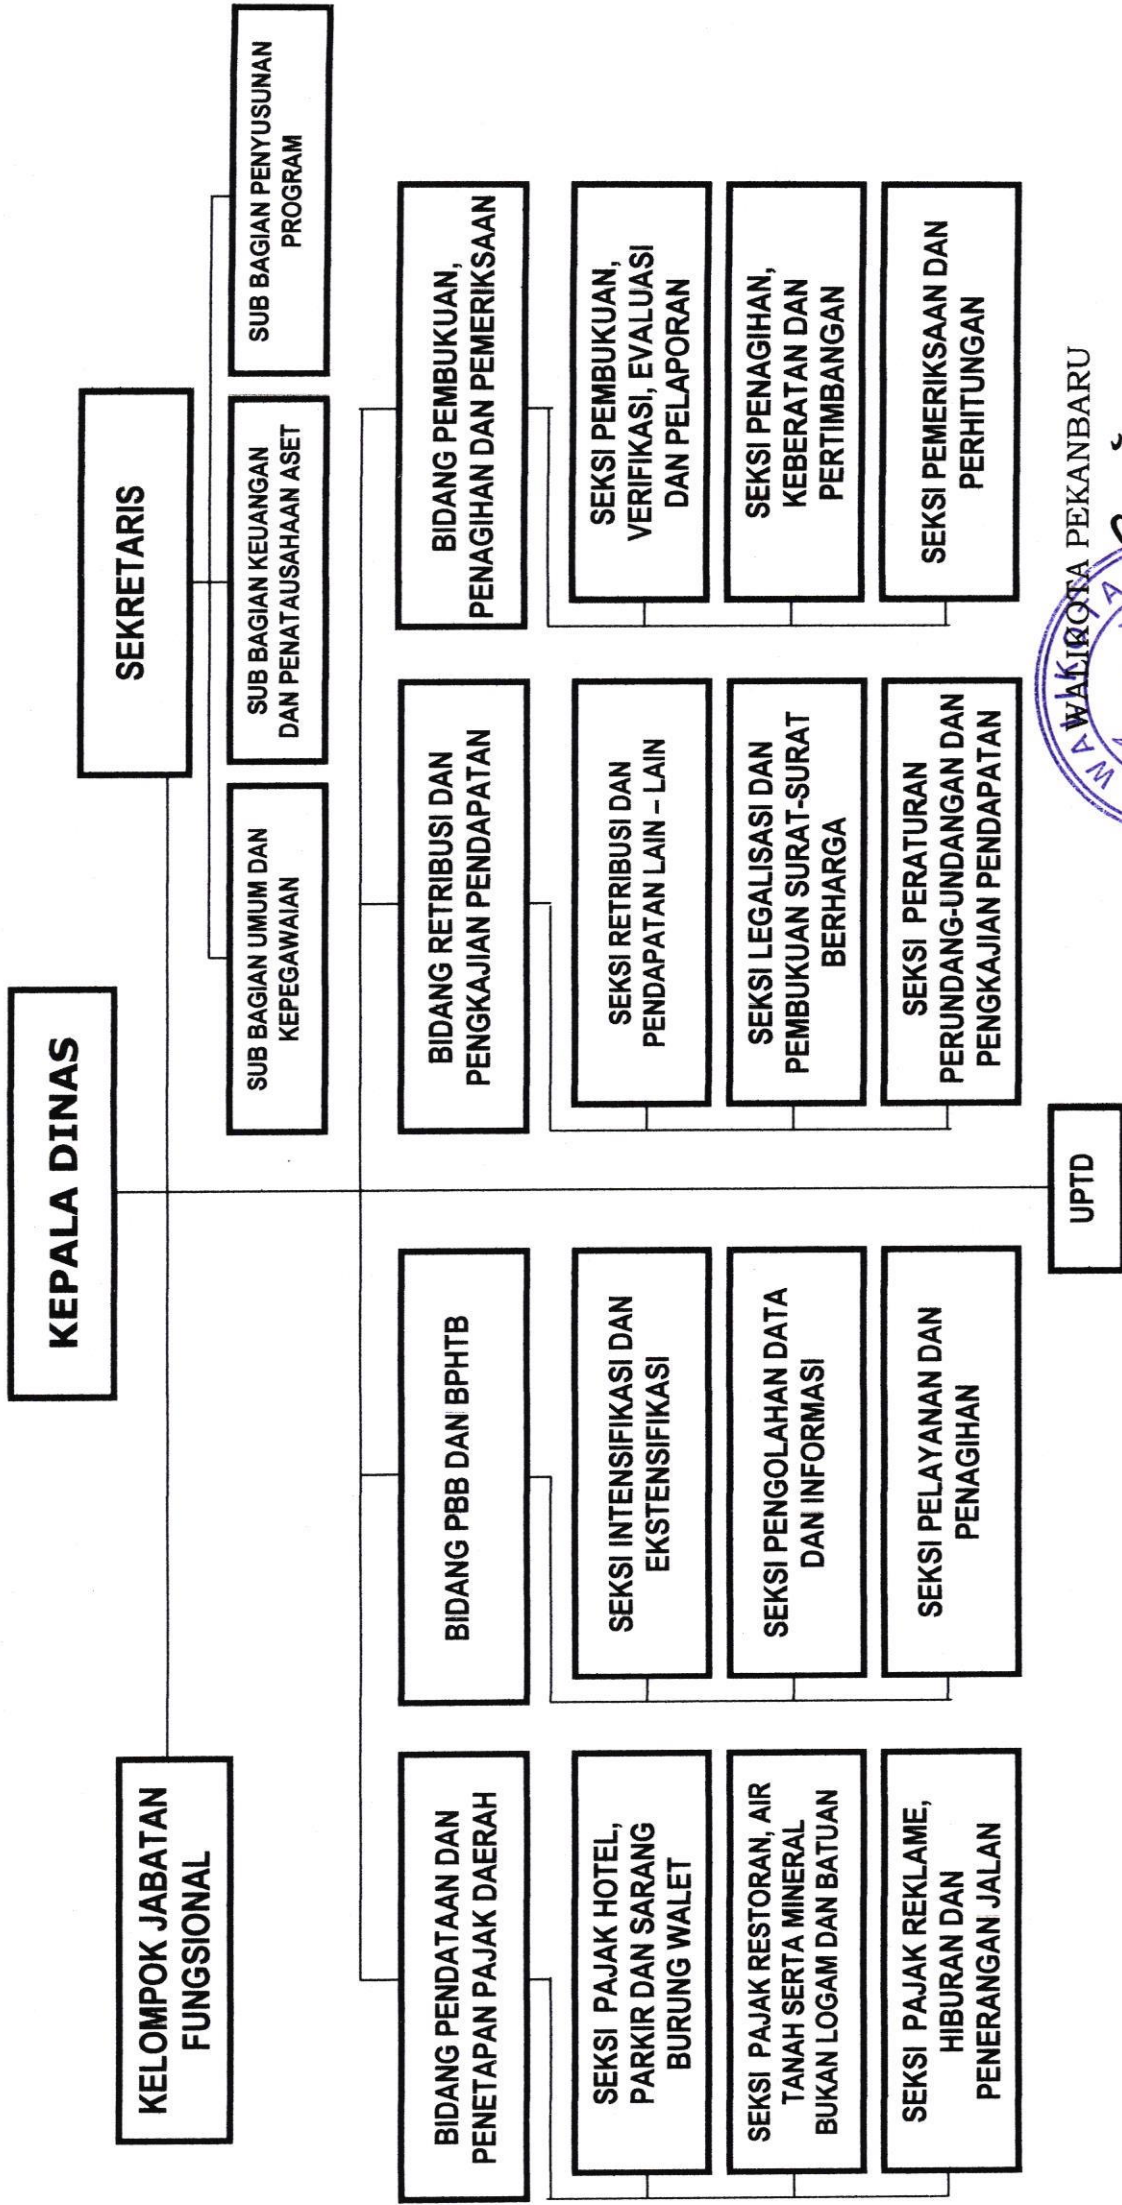 KEPALA DINAS
KELOMPOK JABATAN
FUNGSIONAL
SEKRETARIS
SUB BAGIAN UMUM DAN
KEPEGAWAIAN
SUB BAGIAN KEUANGAN
DAN PENATAUSAHAAN ASET
SUB BAGIAN PENYUSUNAN
PROGRAM
BIDANG PENDATAAN DAN
PENETAPAN PAJAK DAERAH
SEKSI PAJAK HOTEL,
PARKIR DAN SARANG
BURUNG WALET
SEKSI PAJAK RESTORAN, AIR
TANAH SERTA MINERAL
BUKAN LOGAM DAN BATUAN
SEKSI PAJAK REKLAME,
HIBURAN DAN
PENERANGAN JALAN
BIDANG PBB DAN BPHTB
SEKSI INTENSIFIKASI DAN
EKSTENSIFIKASI
SEKSI PENGOLAHAN DATA
DAN INFORMASI
SEKSI PELAYANAN DAN
PENAGIHAN
BIDANG RETRIBUSI DAN
PENGKAJIAN PENDAPATAN
SEKSI RETRIBUSI DAN
PENDAPATAN LAIN – LAIN
SEKSI LEGALISASI DAN
PEMBUKUAN SURAT-SURAT
BERHARGA
SEKSI PERATURAN
PERUNDANG-UNDANGAN DAN
PENGKAJIAN PENDAPATAN
BIDANG PEMBUKUAN,
PENAGIHAN DAN PEMERIKSAAN
SEKSI PEMBUKUAN,
VERIFIKASI, EVALUASI
DAN PELAPORAN
SEKSI PENAGIHAN,
KEBERATAN DAN
PERTIMBANGAN
SEKSI PEMERIKSAAN DAN
PERHITUNGAN
UPTD
WALIKOTA PEKANBARU
WALIKOTA